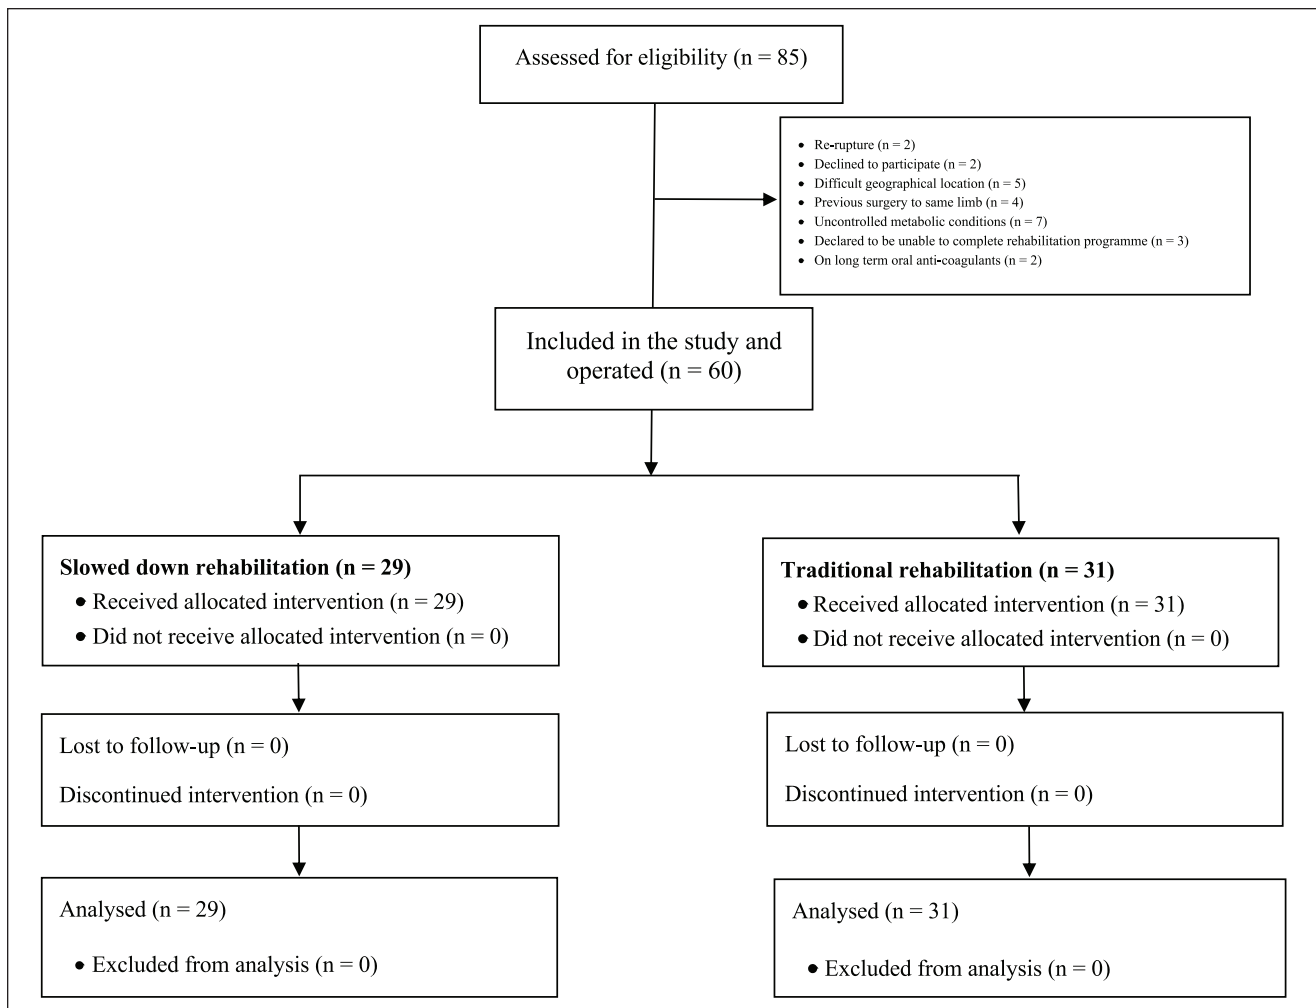 Assessed for eligibility (n = 85)
• Re-rupture (n = 2)
• Declined to participate (n = 2)
• Difficult geographical location (n = 5)
• Previous surgery to same limb (n = 4)
• Uncontrolled metabolic conditions (n = 7)
• Declared to be unable to complete rehabilitation programme (n = 3)
• On long term oral anti-coagulants (n = 2)
Included in the study and
operated (n = 60)
Slowed down rehabilitation (n = 29)
• Received allocated intervention (n = 29)
• Did not receive allocated intervention (n = 0)
Traditional rehabilitation (n = 31)
• Received allocated intervention (n = 31)
• Did not receive allocated intervention (n = 0)
Lost to follow-up (n = 0)
Discontinued intervention (n = 0)
Lost to follow-up (n = 0)
Discontinued intervention (n = 0)
Analysed (n = 29)
• Excluded from analysis (n = 0)
Analysed (n = 31)
• Excluded from analysis (n = 0)